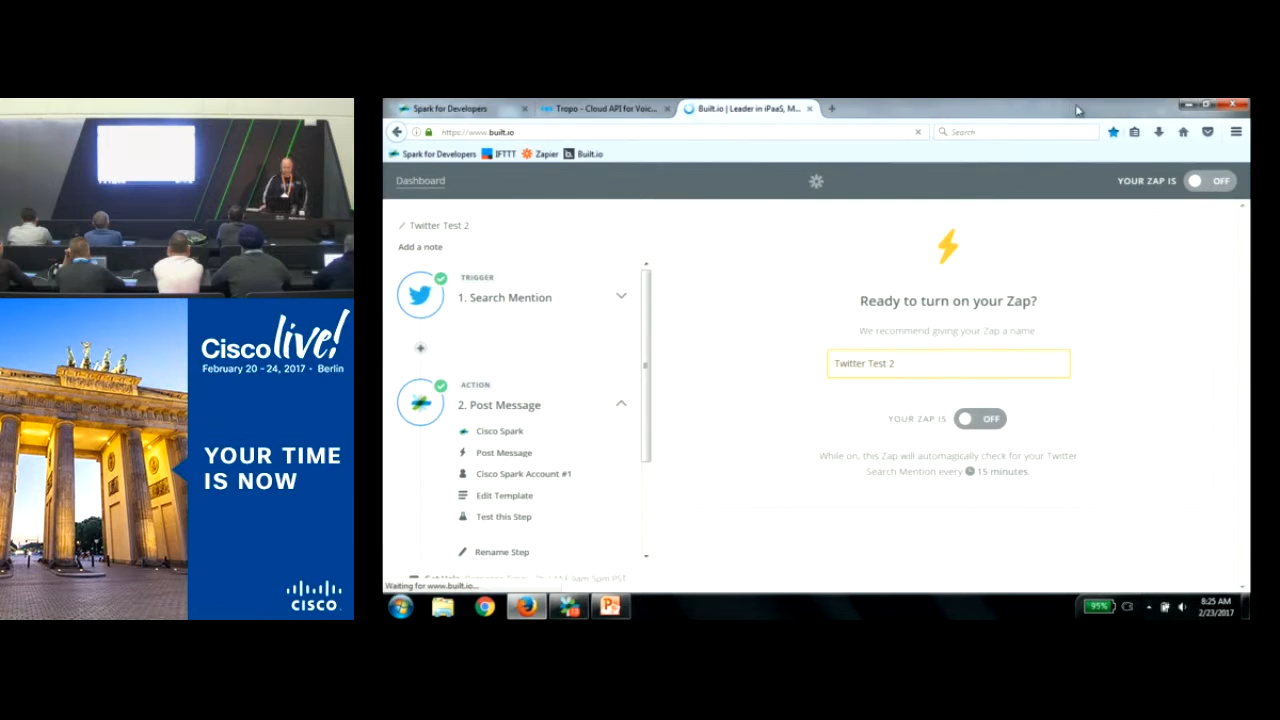 Cisco live!
February 20 - 24, 2017 • Berlin
YOUR TIME
IS NOW
CISCO
Spark for Developers
Tropo - Cloud API for Voic...
Built.io | Leader in iPaaS, M...
https://www.built.io
Search
Spark for Developers
IFTTT
Zapier
Built.io
Dashboard
YOUR ZAP IS
OFF
Twitter Test 2
Add a note
TRIGGER
1. Search Mention
ACTION
2. Post Message
Cisco Spark
Post Message
Cisco Spark Account #1
Edit Template
Test this Step
Rename Step
Ready to turn on your Zap?
We recommend giving your Zap a name
Twitter Test 2
YOUR ZAP IS
OFF
While on, this Zap will automagically check for your Twitter
Search Mention every 15 minutes.
Waiting for www.built.io...
95%
8:25 AM
2/23/2017